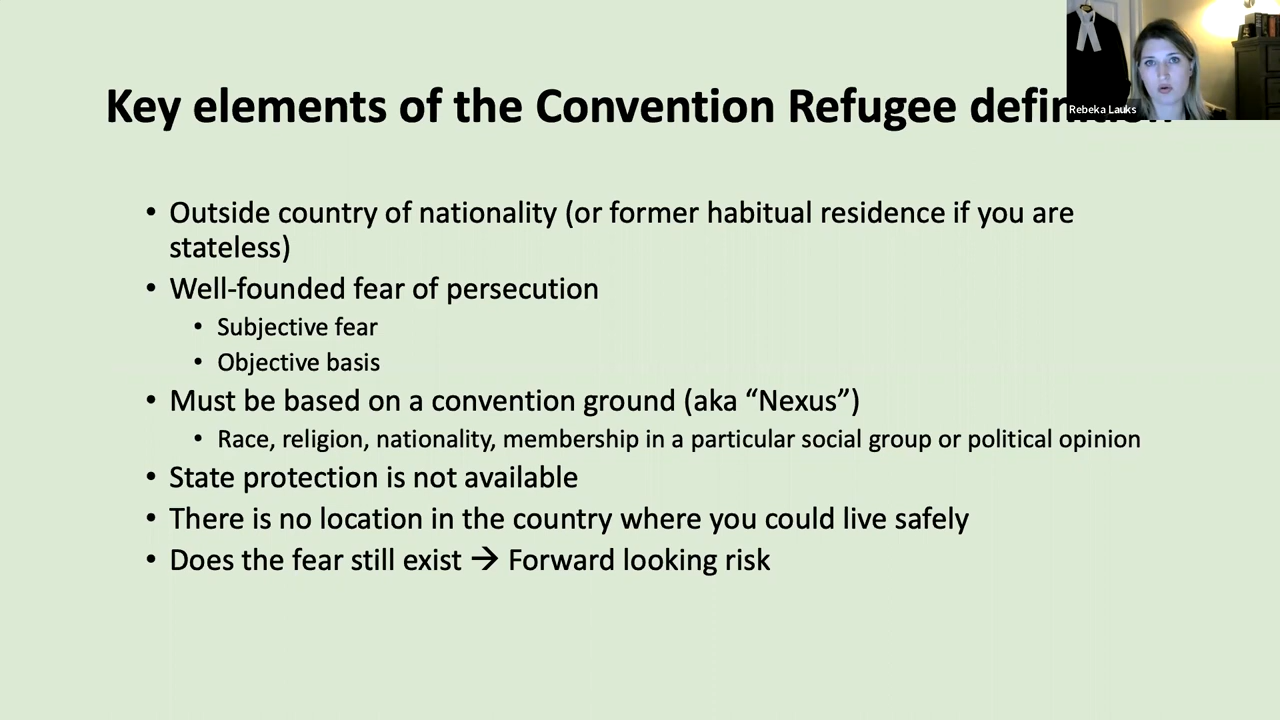 Key elements of the Convention Refugee definition
Rebeka Lauks
• Outside country of nationality (or former habitual residence if you are
stateless)
• Well-founded fear of persecution
• Subjective fear
• Objective basis
• Must be based on a convention ground (aka “Nexus”)
• Race, religion, nationality, membership in a particular social group or political opinion
• State protection is not available
• There is no location in the country where you could live safely
• Does the fear still exist → Forward looking risk